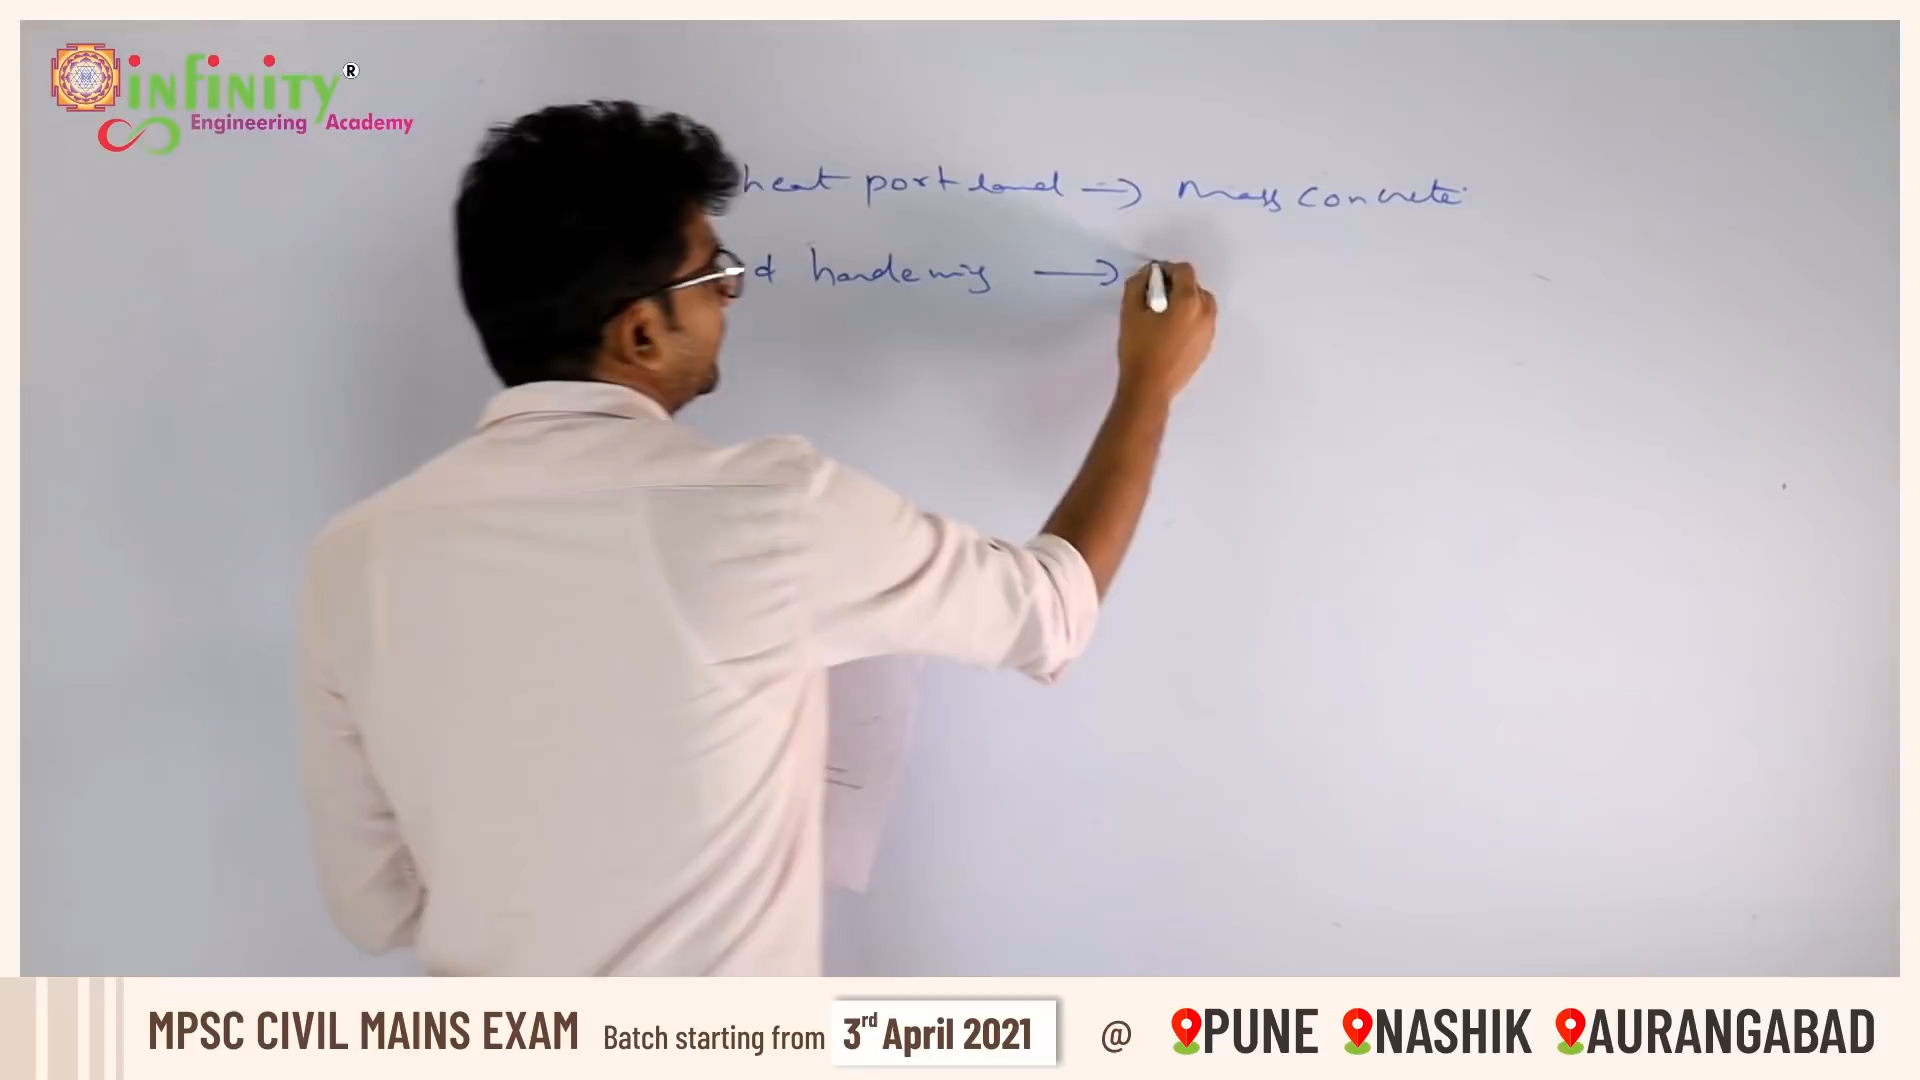 infinity ®
Engineering Academy
heat portland → Mass concrete
d hardening →
MPSC CIVIL MAINS EXAM Batch starting from 3rd April 2021 @ PUNE NASHIK AURANGABAD